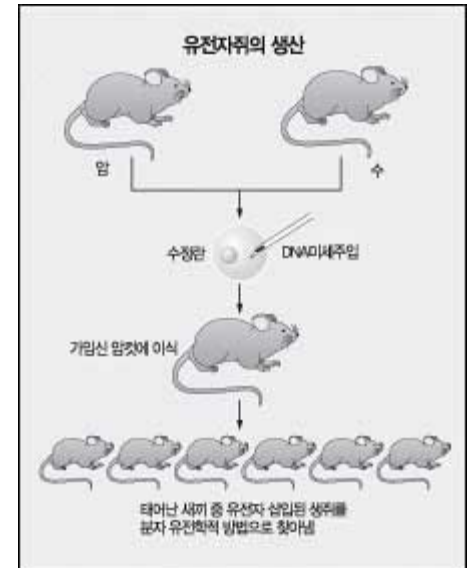 유전자쥐의 생산
암
수
수정란
DNA미세주입
가임신 암컷에 이식
태어난 새끼 중 유전자 삽입된 생쥐를
분자 유전학적 방법으로 찾아냄